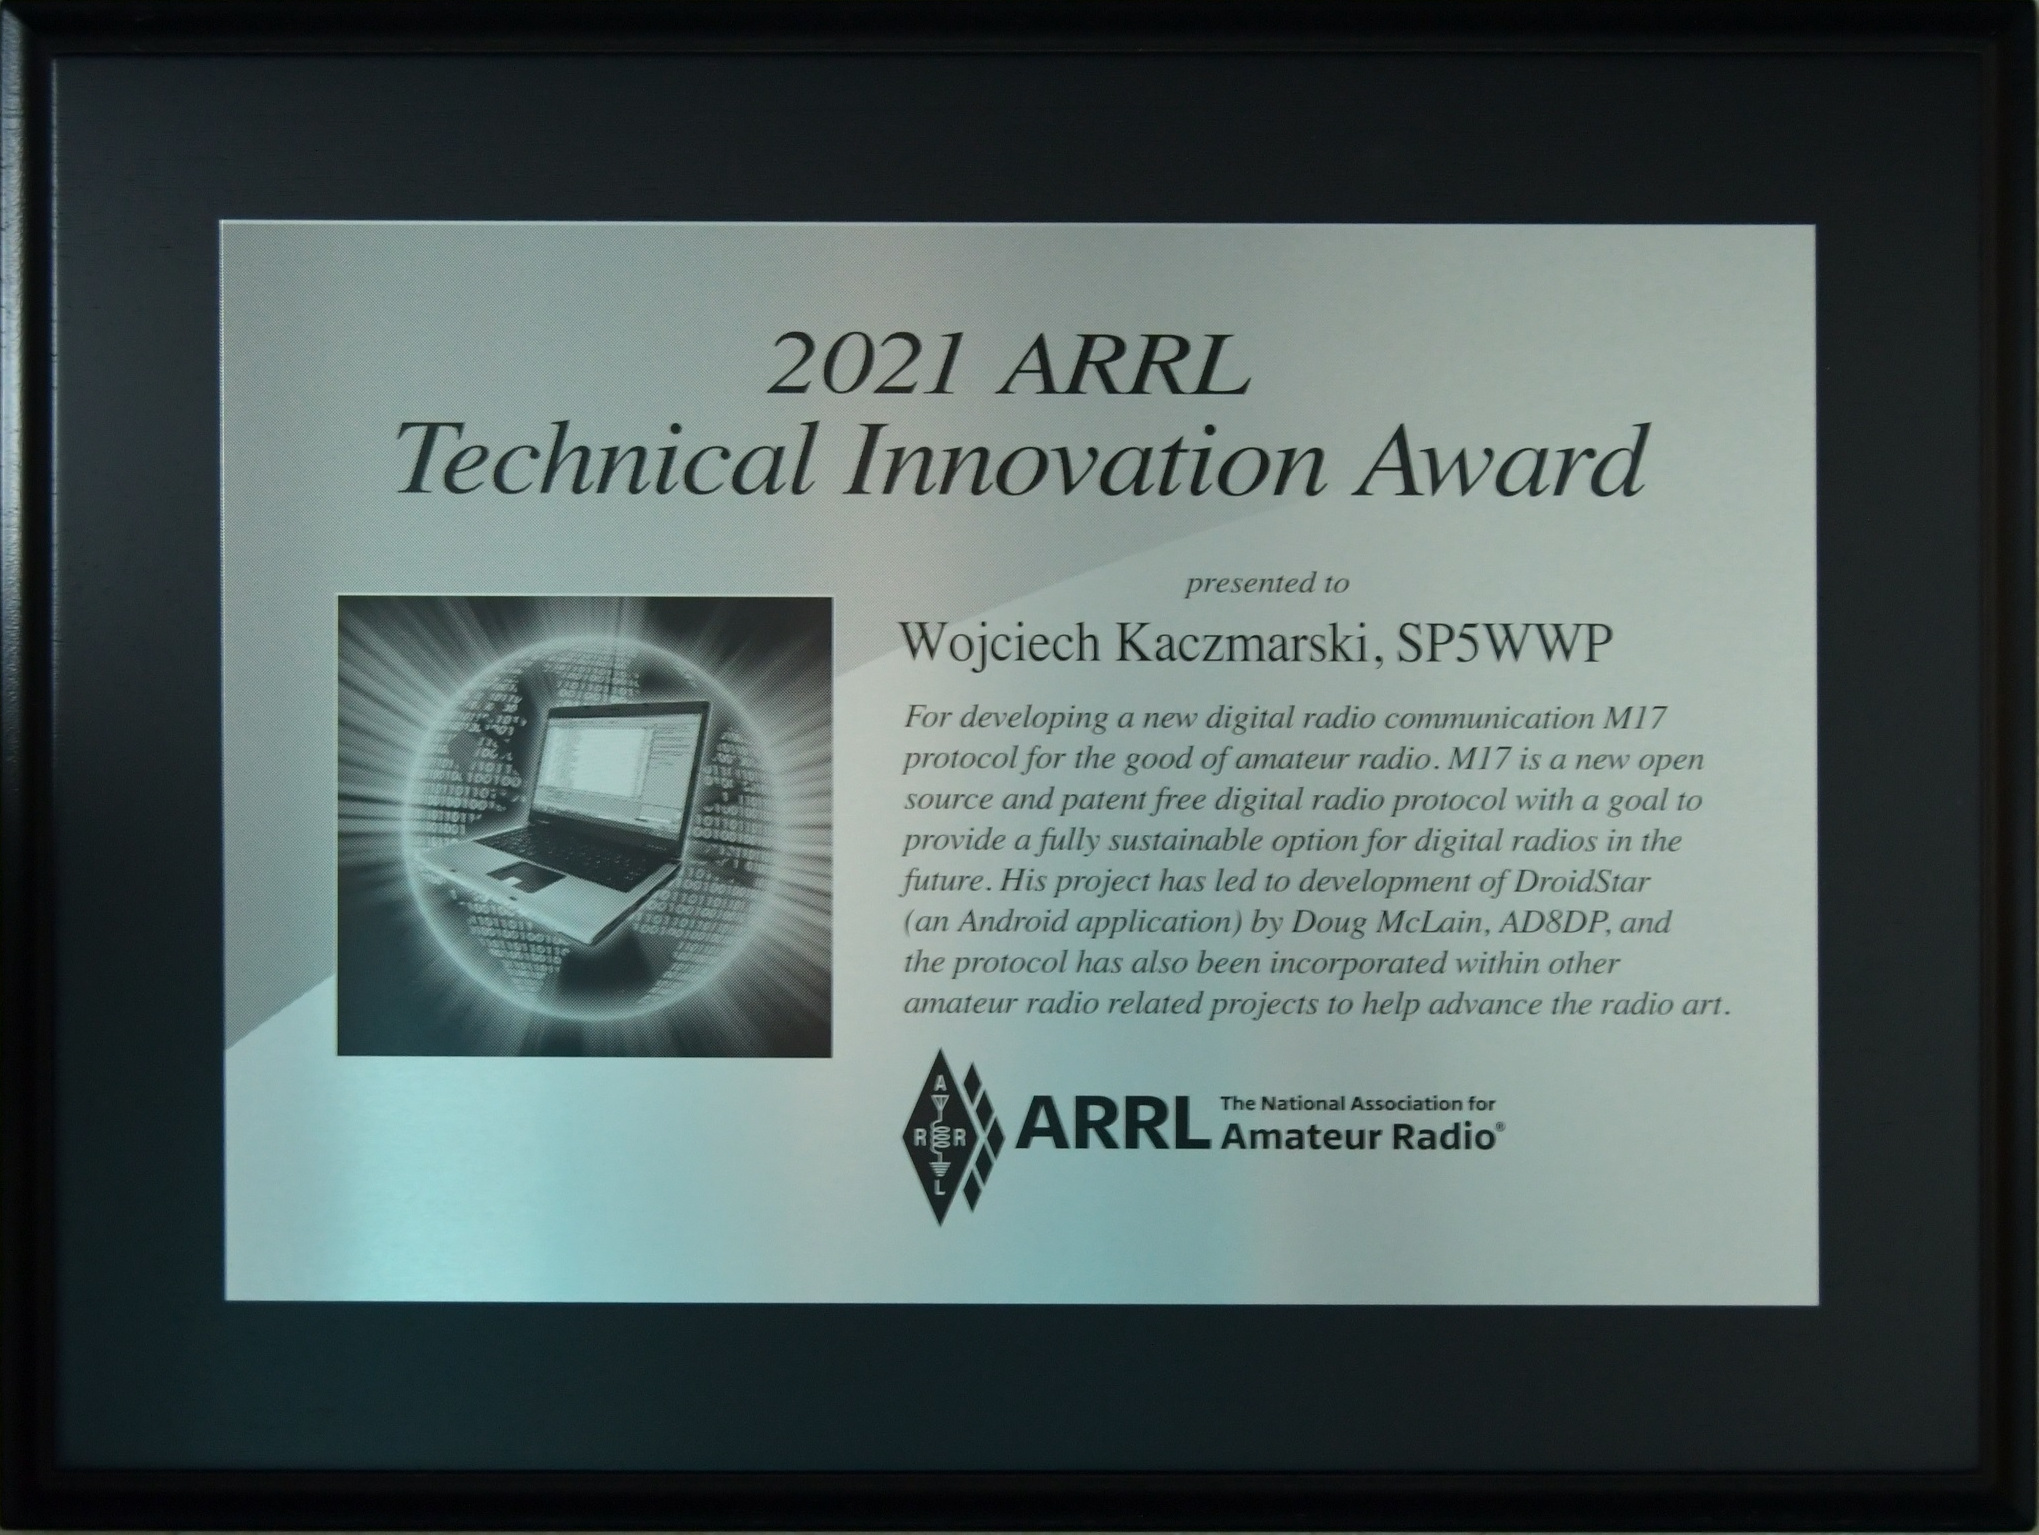 2021 ARRL
Technical Innovation Award
presented to
Wojciech Kaczmarski, SP5WWP
For developing a new digital radio communication M17
protocol for the good of amateur radio. M17 is a new open
source and patent free digital radio protocol with a goal to
provide a fully sustainable option for digital radios in the
future. His project has led to development of DroidStar
(an Android application) by Doug McLain, AD8DP, and
the protocol has also been incorporated within other
amateur radio related projects to help advance the radio art.
A
R R
L
ARRL The National Association for
Amateur Radio®